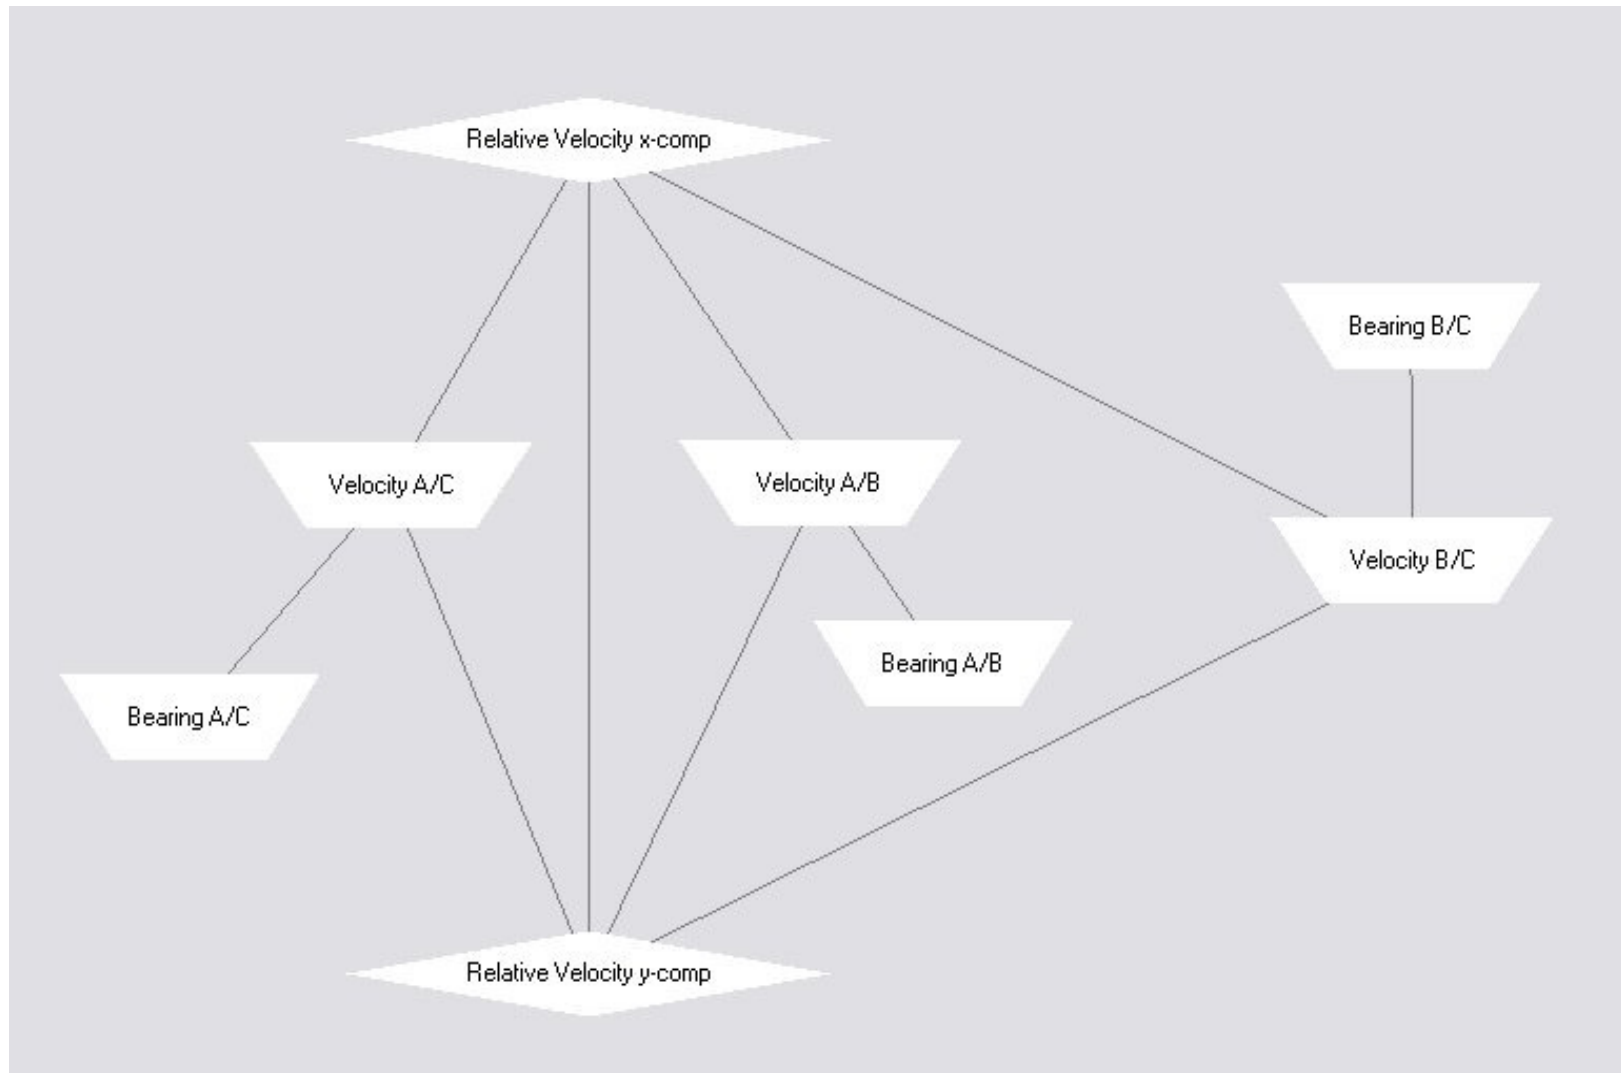 Relative Velocity x-comp
Bearing B/C
Velocity A/C
Velocity A/B
Velocity B/C
Bearing A/B
Bearing A/C
Relative Velocity y-comp